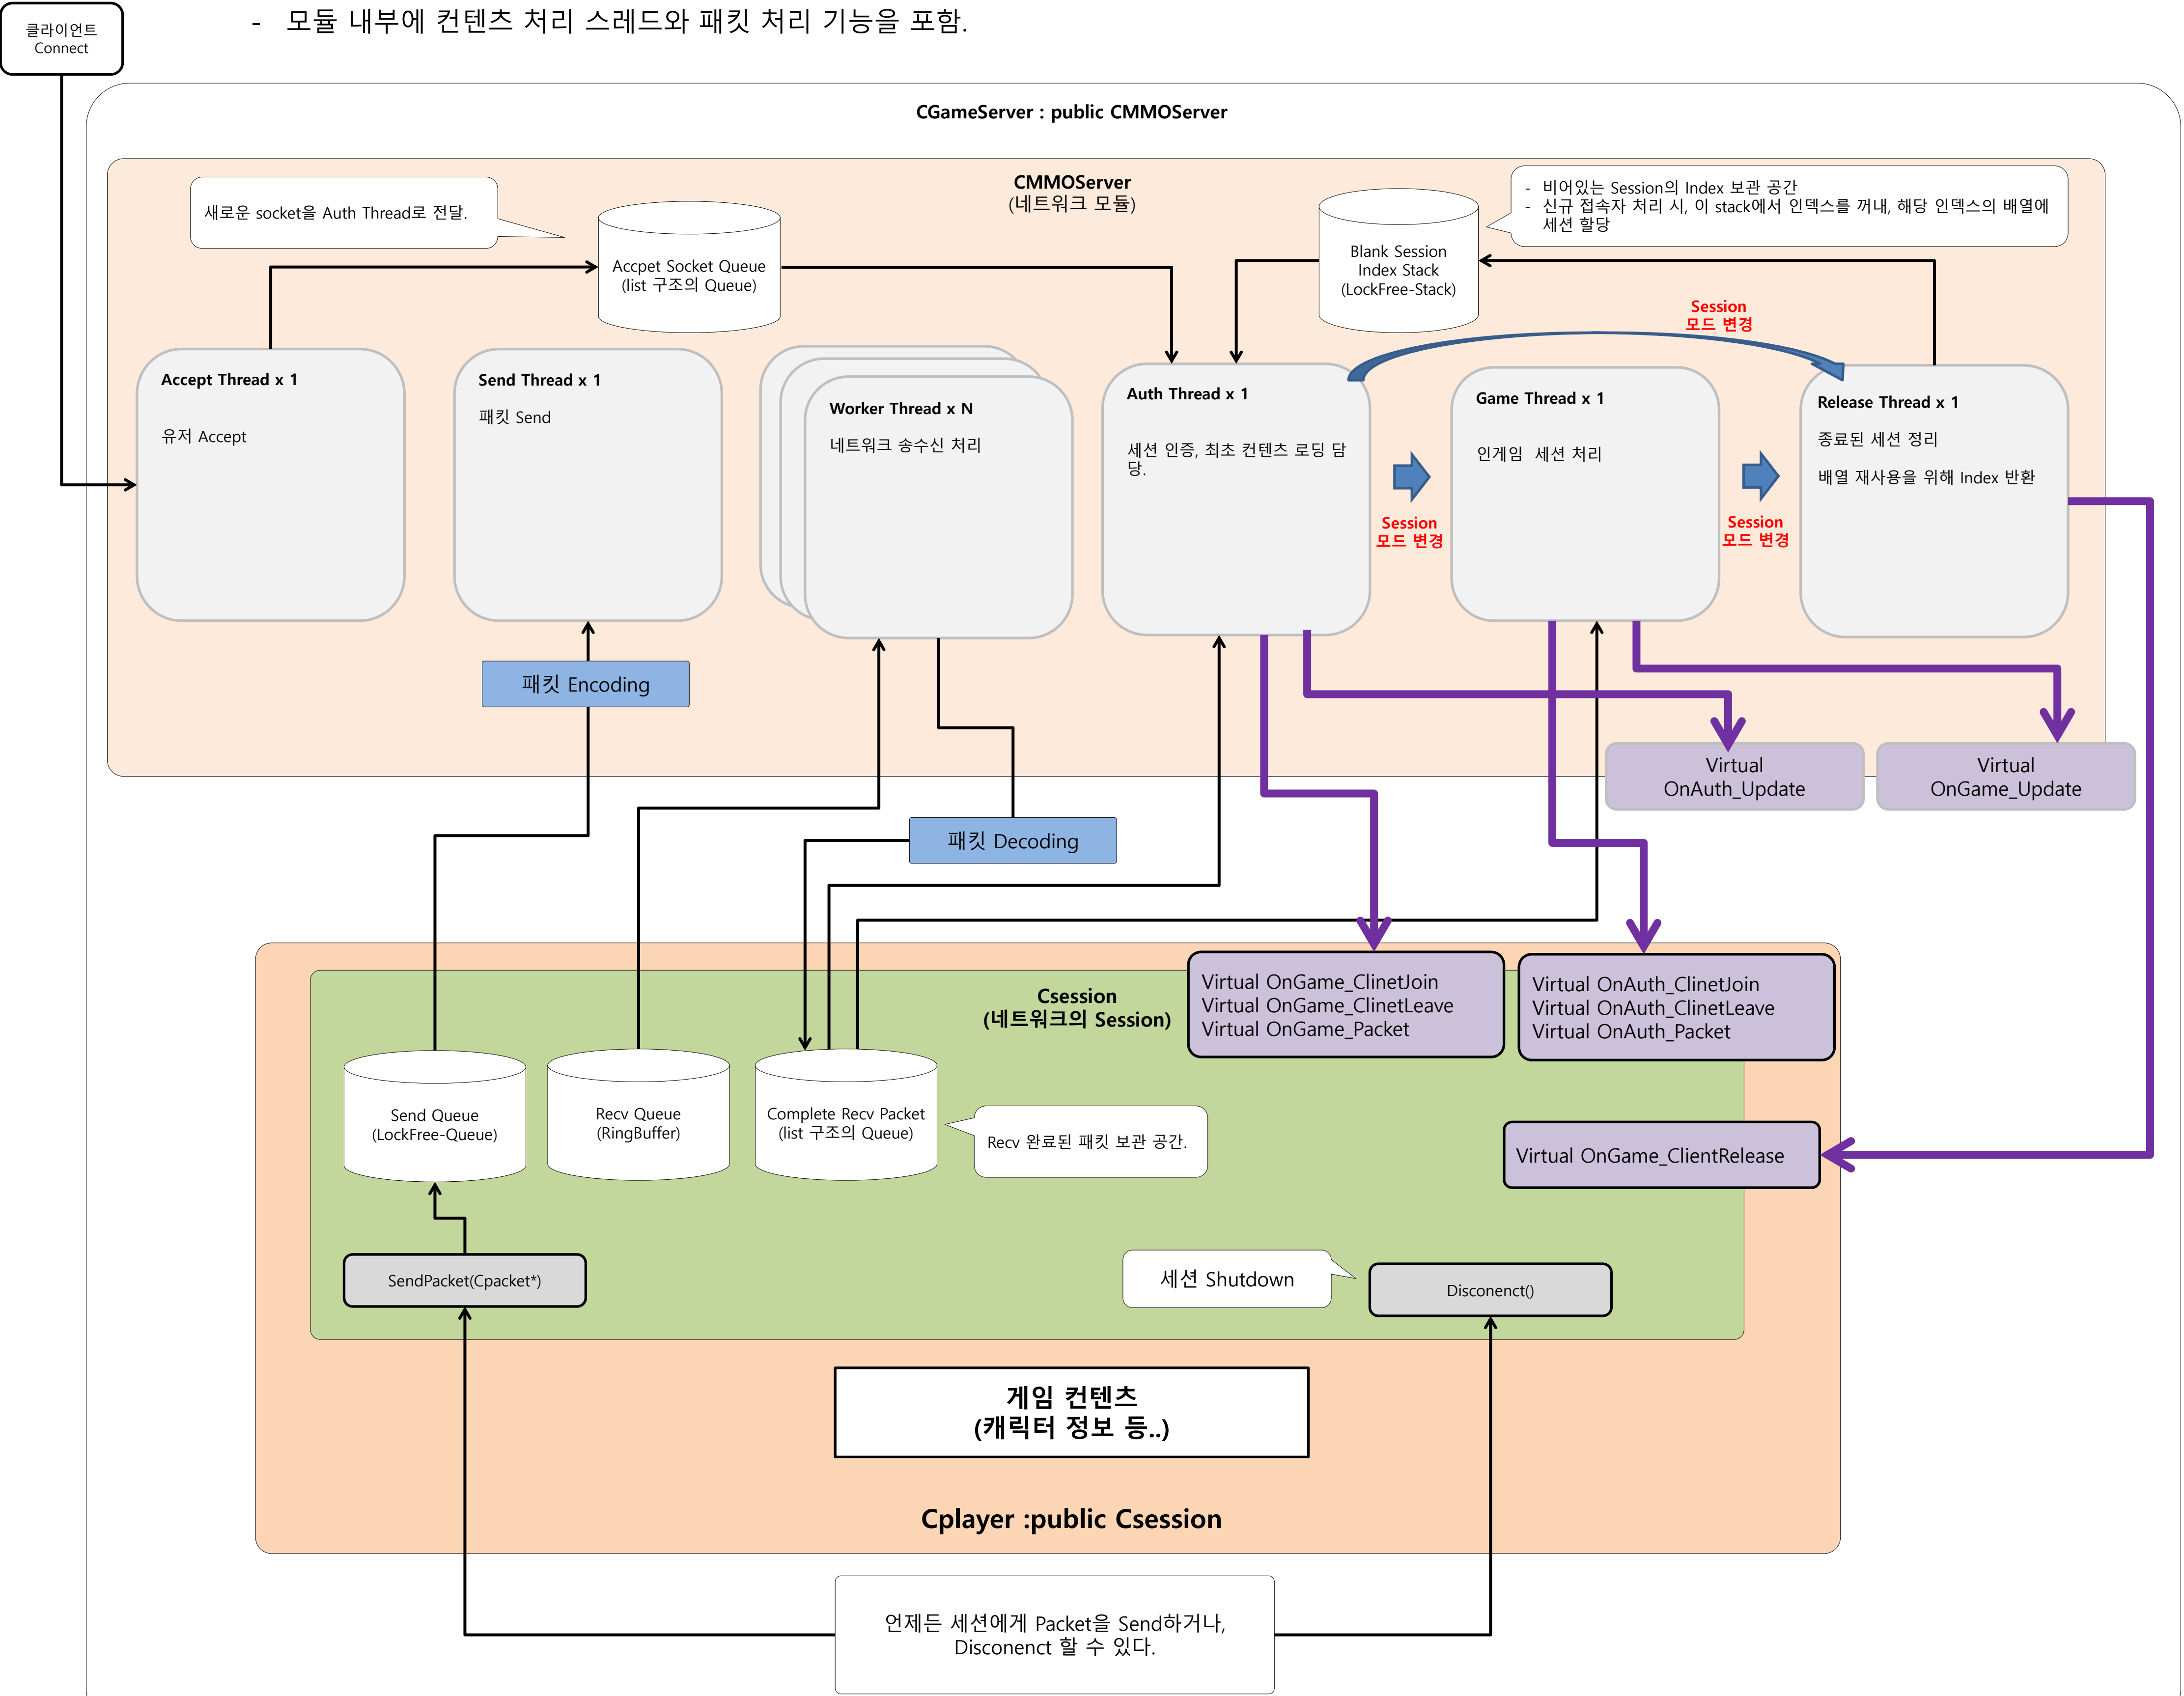 클라이언트
Connect
- 모듈 내부에 컨텐츠 처리 스레드와 패킷 처리 기능을 포함.
CGameServer : public CMMOServer
CMMOServer
(네트워크 모듈)
새로운 socket을 Auth Thread로 전달.
Accpet Socket Queue
(list 구조의 Queue)
Blank Session
Index Stack
(LockFree-Stack)
- 비어있는 Session의 Index 보관 공간
- 신규 접속자 처리 시, 이 stack에서 인덱스를 꺼내, 해당 인덱스의 배열에
세션 할당
Session
모드 변경
Accept Thread x 1
유저 Accept
Send Thread x 1
패킷 Send
Worker Thread x N
네트워크 송수신 처리
Auth Thread x 1
세션 인증, 최초 컨텐츠 로딩 담
당.
Session
모드 변경
Game Thread x 1
인게임 세션 처리
Session
모드 변경
Release Thread x 1
종료된 세션 정리
배열 재사용을 위해 Index 반환
패킷 Encoding
패킷 Decoding
Virtual
OnAuth_Update
Virtual
OnGame_Update
Csession
(네트워크의 Session)
Virtual OnGame_ClinetJoin
Virtual OnGame_ClinetLeave
Virtual OnGame_Packet
Virtual OnAuth_ClinetJoin
Virtual OnAuth_ClinetLeave
Virtual OnAuth_Packet
Send Queue
(LockFree-Queue)
Recv Queue
(RingBuffer)
Complete Recv Packet
(list 구조의 Queue)
Recv 완료된 패킷 보관 공간.
Virtual OnGame_ClientRelease
SendPacket(Cpacket*)
세션 Shutdown
Disconenct()
게임 컨텐츠
(캐릭터 정보 등..)
Cplayer :public Csession
언제든 세션에게 Packet을 Send하거나,
Disconenct 할 수 있다.